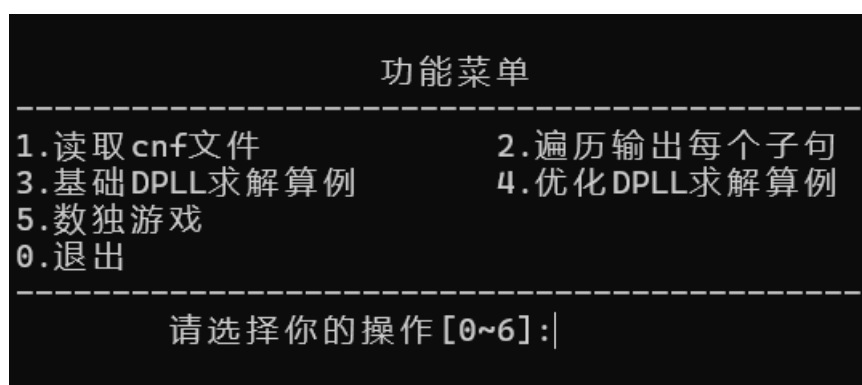 功能菜单
1.读取cnf文件 2.遍历输出每个子句
3.基础DPLL求解算例 4.优化DPLL求解算例
5.数独游戏
0.退出
请选择你的操作[0~6]: